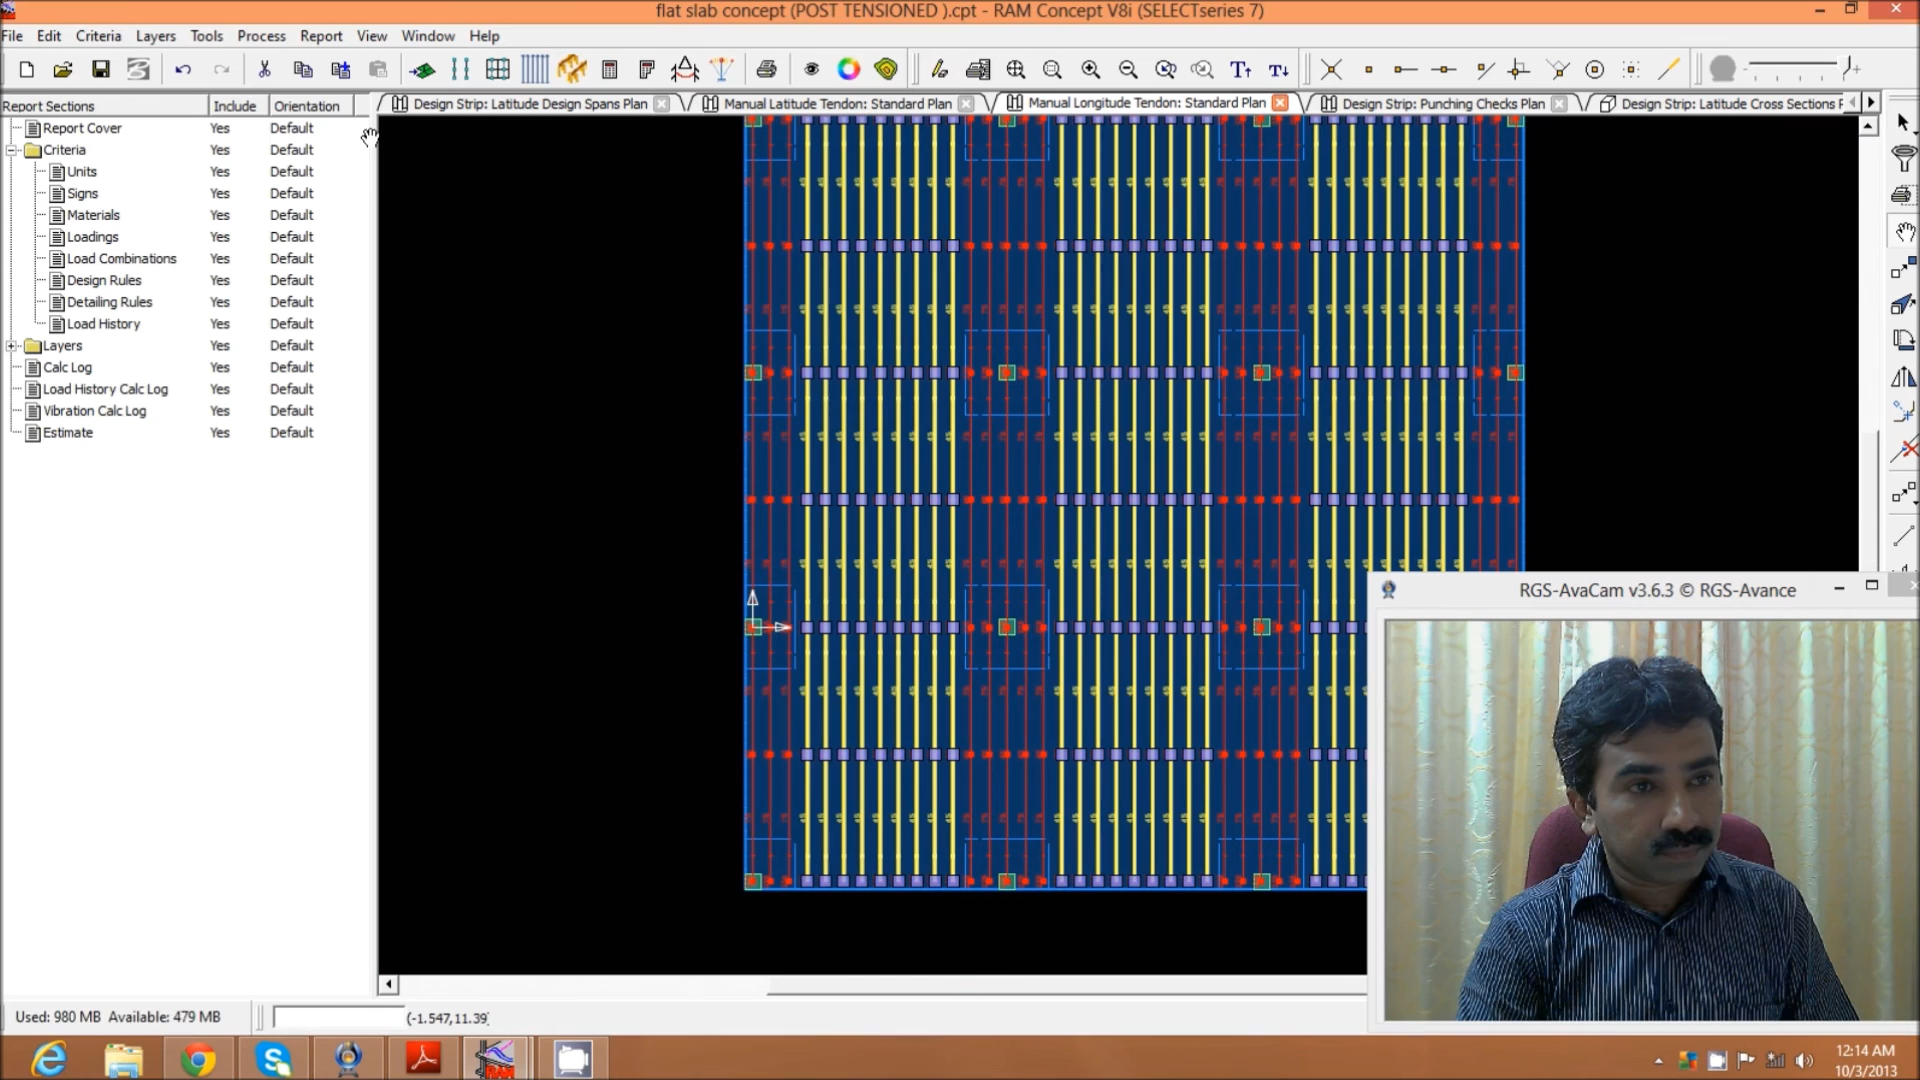 flat slab concept (POST TENSIONED ).cpt - RAM Concept V8i (SELECTseries 7)
File Edit Criteria Layers Tools Process Report View Window Help
Report Sections Include Orientation
Design Strip: Latitude Design Spans Plan
Manual Latitude Tendon: Standard Plan
Manual Longitude Tendon: Standard Plan
Design Strip: Punching Checks Plan
Design Strip: Latitude Cross Sections F
Report Cover Yes Default
Criteria Yes Default
Units Yes Default
Signs Yes Default
Materials Yes Default
Loadings Yes Default
Load Combinations Yes Default
Design Rules Yes Default
Detailing Rules Yes Default
Load History Yes Default
Layers Yes Default
Calc Log Yes Default
Load History Calc Log Yes Default
Vibration Calc Log Yes Default
Estimate Yes Default
RGS-AvaCam v3.6.3 © RGS-Avance
Used: 980 MB Available: 479 MB
(-1.547,11.39)
RAM
12:14 AM
10/3/2013